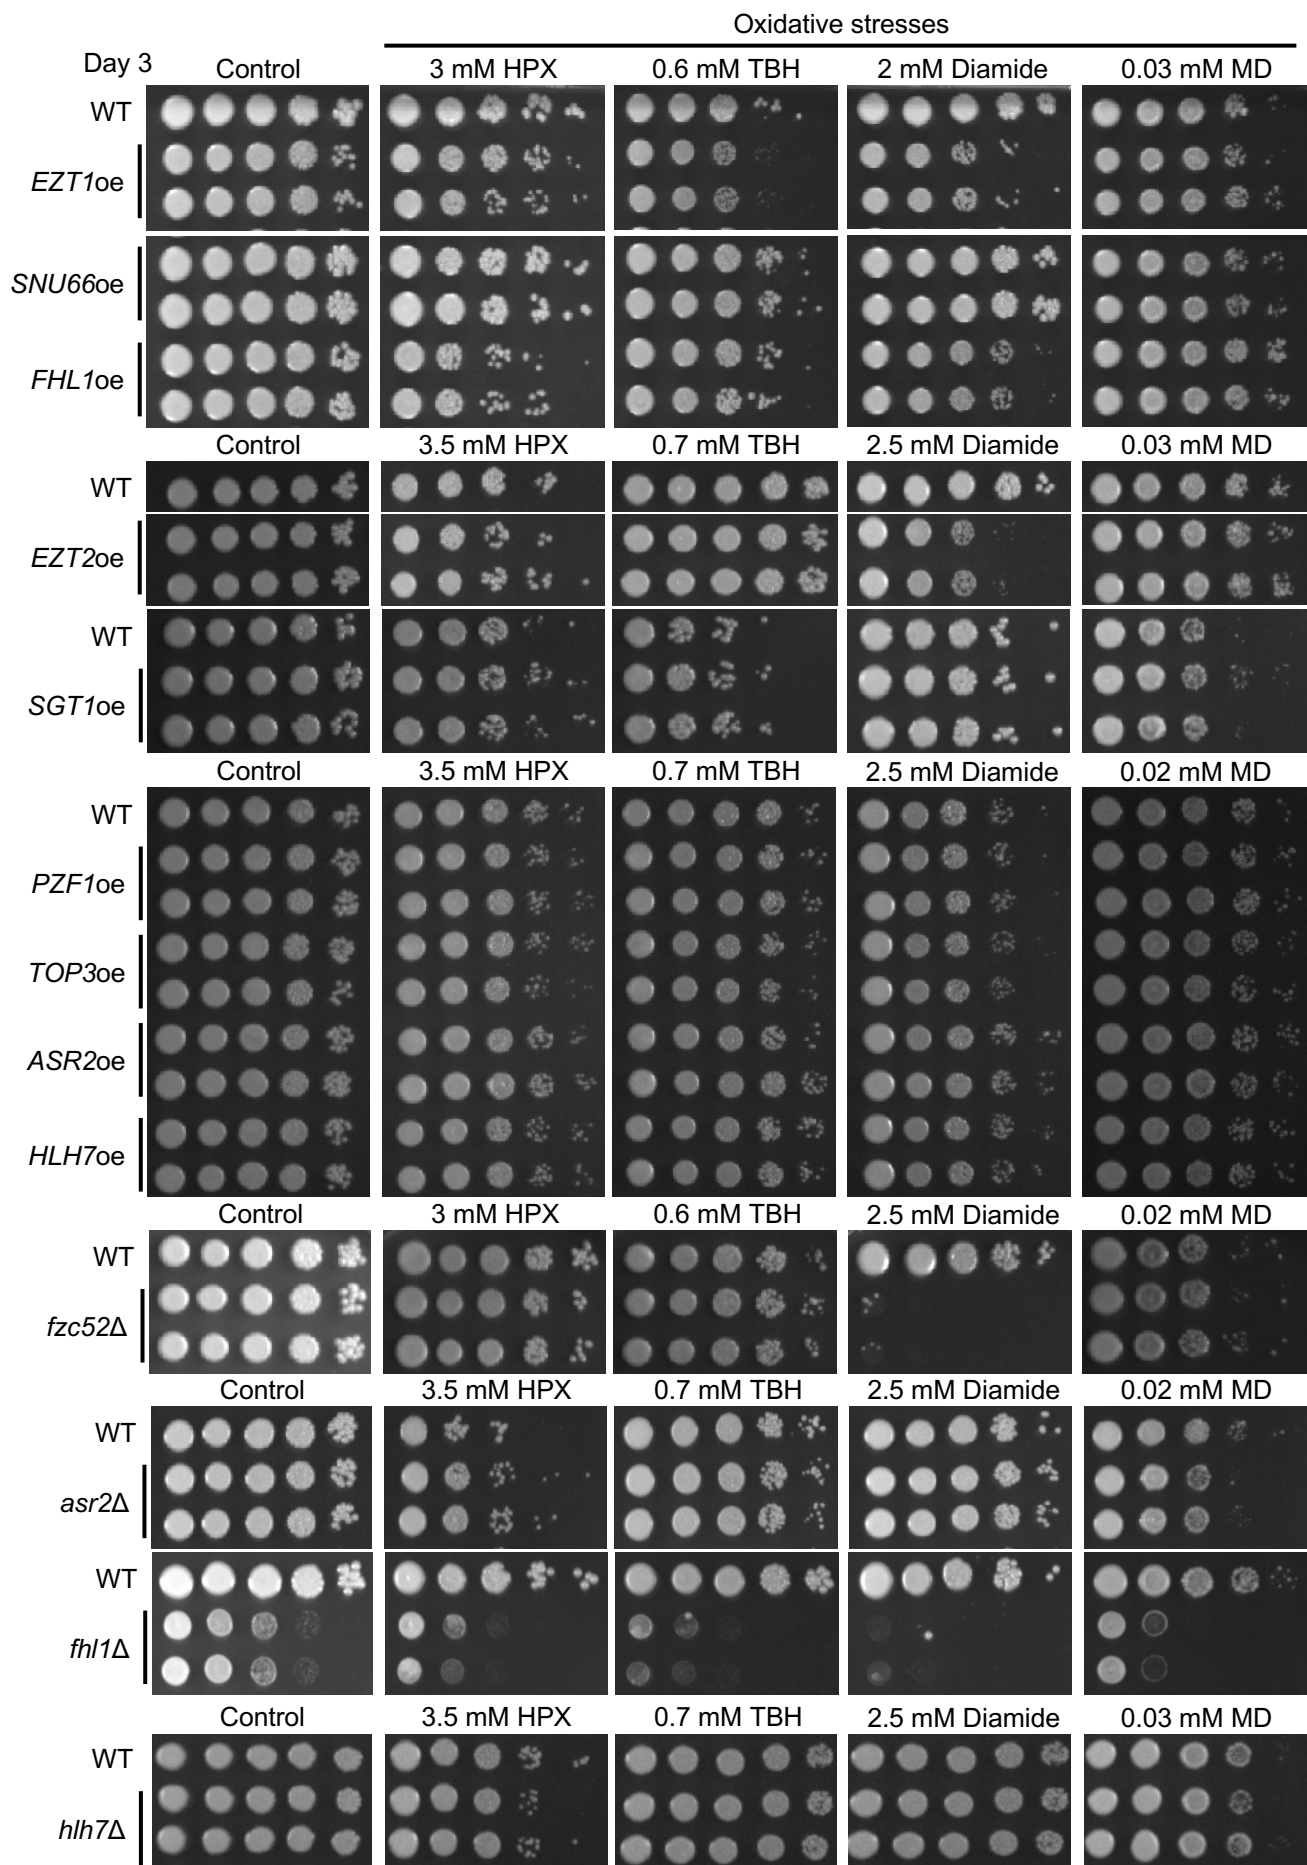 Oxidative stresses
Day 3
Control 3 mM HPX 0.6 mM TBH 2 mM Diamide 0.03 mM MD
WT
EZT1oe
SNU66oe
FHL1oe
Control 3.5 mM HPX 0.7 mM TBH 2.5 mM Diamide 0.03 mM MD
WT
EZT2oe
WT
SGT1oe
Control 3.5 mM HPX 0.7 mM TBH 2.5 mM Diamide 0.02 mM MD
WT
PZF1oe
TOP3oe
ASR2oe
HLH7oe
Control 3 mM HPX 0.6 mM TBH 2.5 mM Diamide 0.02 mM MD
WT
fzc52Δ
Control 3.5 mM HPX 0.7 mM TBH 2.5 mM Diamide 0.02 mM MD
WT
asr2Δ
WT
fhl1Δ
Control 3.5 mM HPX 0.7 mM TBH 2.5 mM Diamide 0.03 mM MD
WT
hlh7Δ